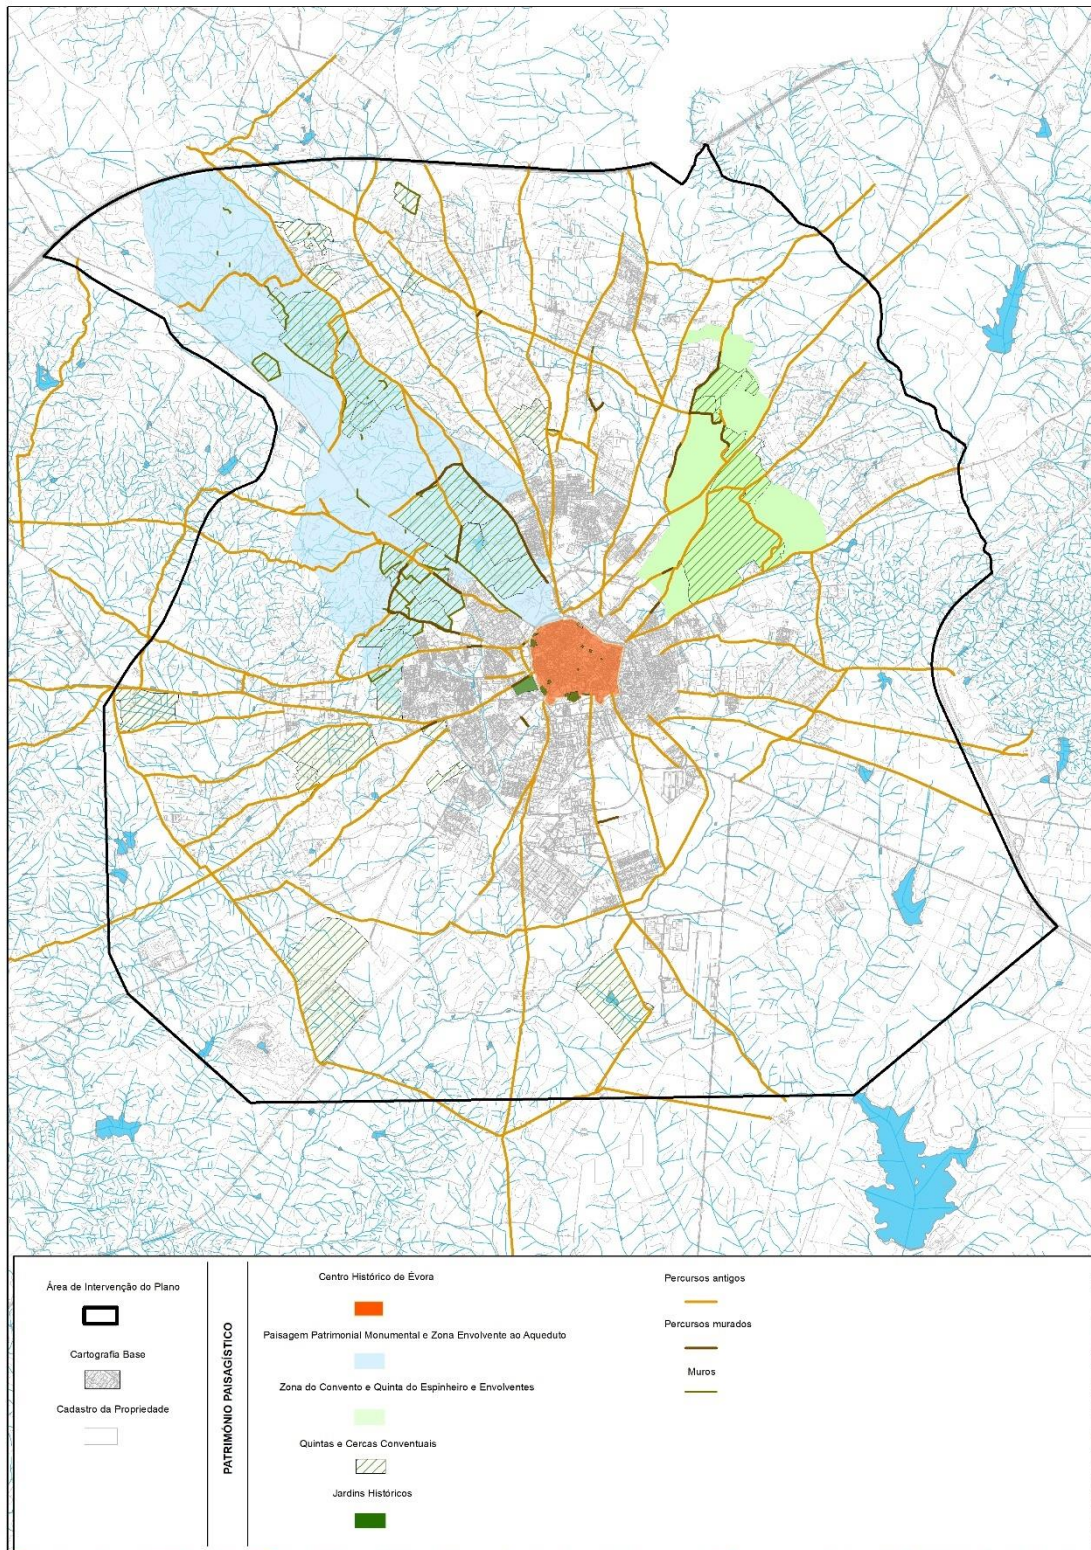 Área de Intervenção do Plano
Cartografia Base
Cadastro da Propriedade
PATRIMÓNIO PAISAGÍSTICO
Centro Histórico de Évora
Paisagem Patrimonial Monumental e Zona Envolvente ao Aqueduto
Zona do Convento e Quinta do Espinheiro e Envolventes
Quintas e Cercas Conventuais
Jardins Históricos
Percursos antigos
Percursos murados
Muros